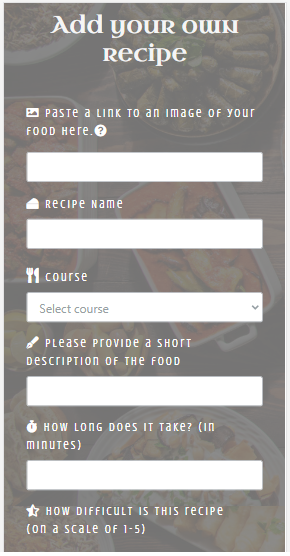 Add your own
recipe
Paste a link to an image of your
food here.
Recipe Name
Course
Select course
Please provide a short
description of the food
How long does it take? (in
minutes)
How difficult is this recipe
(on a scale of 1-5)